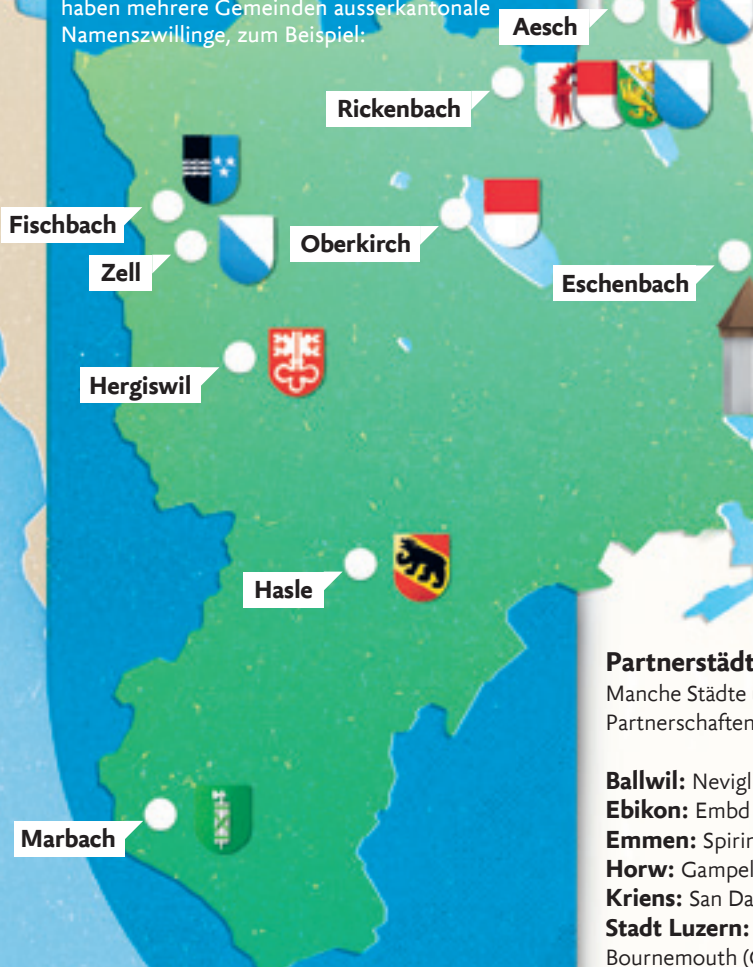 haben mehrere Gemeinden ausserkantonale
Namenszwillinge, zum Beispiel:
Aesch
Rickenbach
Fischbach
Zell
Oberkirch
Eschenbach
Hergiswil
Hasle
Marbach
Partnerstädt
Manche Städte
Partnerschaften
Ballwil: Nevigl
Ebikon: Embd
Emmen: Spirin
Horw: Gampel
Kriens: San Da
Stadt Luzern:
Bournemouth (